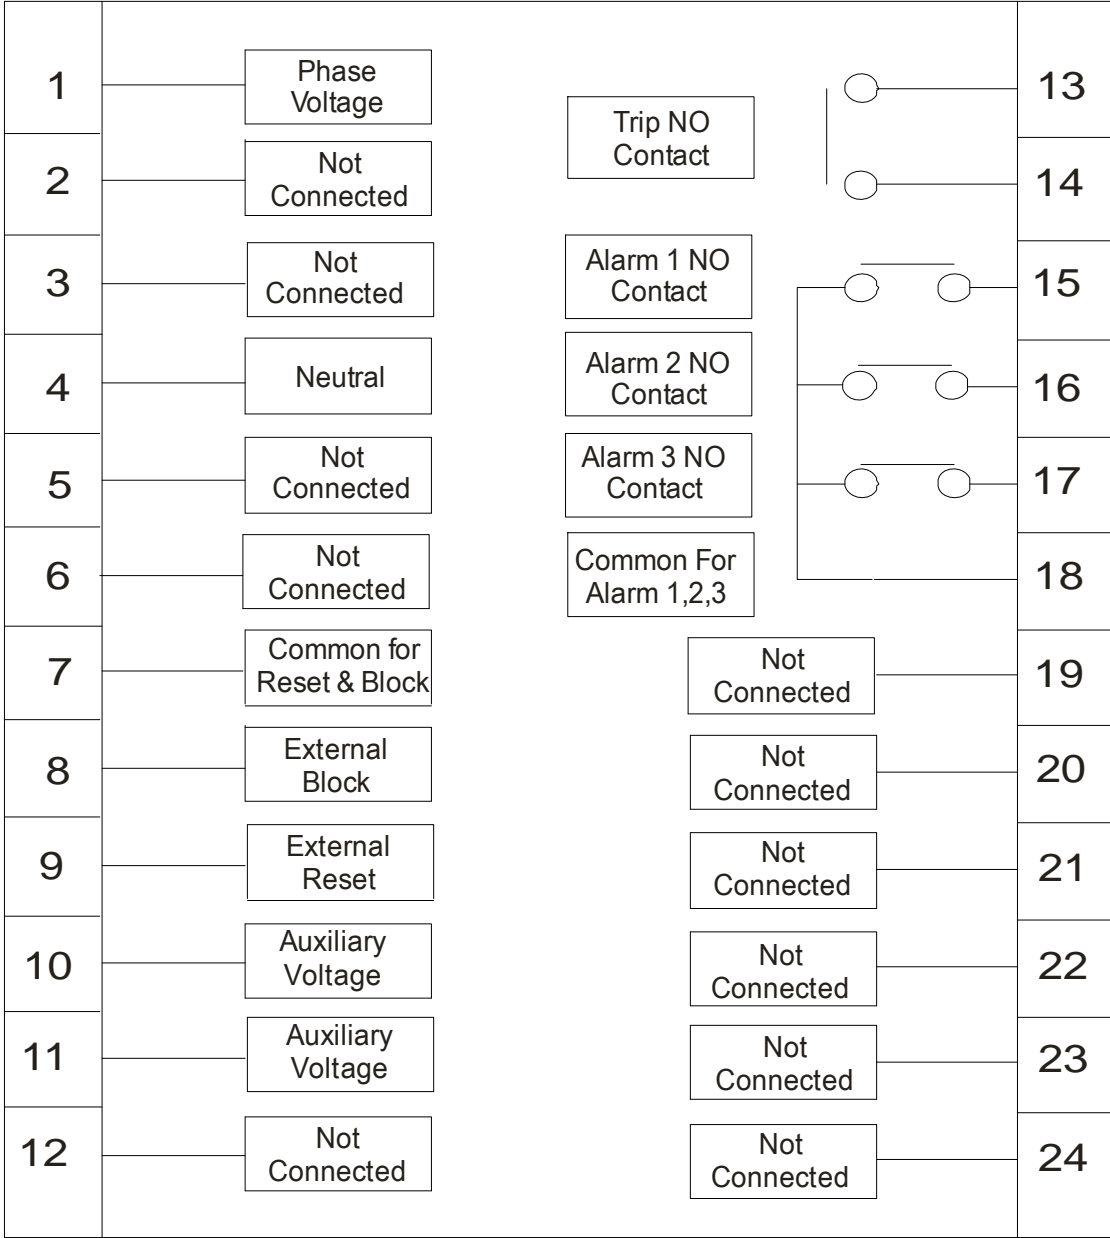 1
Phase
Voltage
2
Not
Connected
3
Not
Connected
4
Neutral
5
Not
Connected
6
Not
Connected
7
Common for
Reset & Block
8
External
Block
9
External
Reset
10
Auxiliary
Voltage
11
Auxiliary
Voltage
12
Not
Connected
Trip NO
Contact
13
14
Alarm 1 NO
Contact
15
Alarm 2 NO
Contact
16
Alarm 3 NO
Contact
17
Common For
Alarm 1,2,3
18
Not
Connected
19
Not
Connected
20
Not
Connected
21
Not
Connected
22
Not
Connected
23
Not
Connected
24